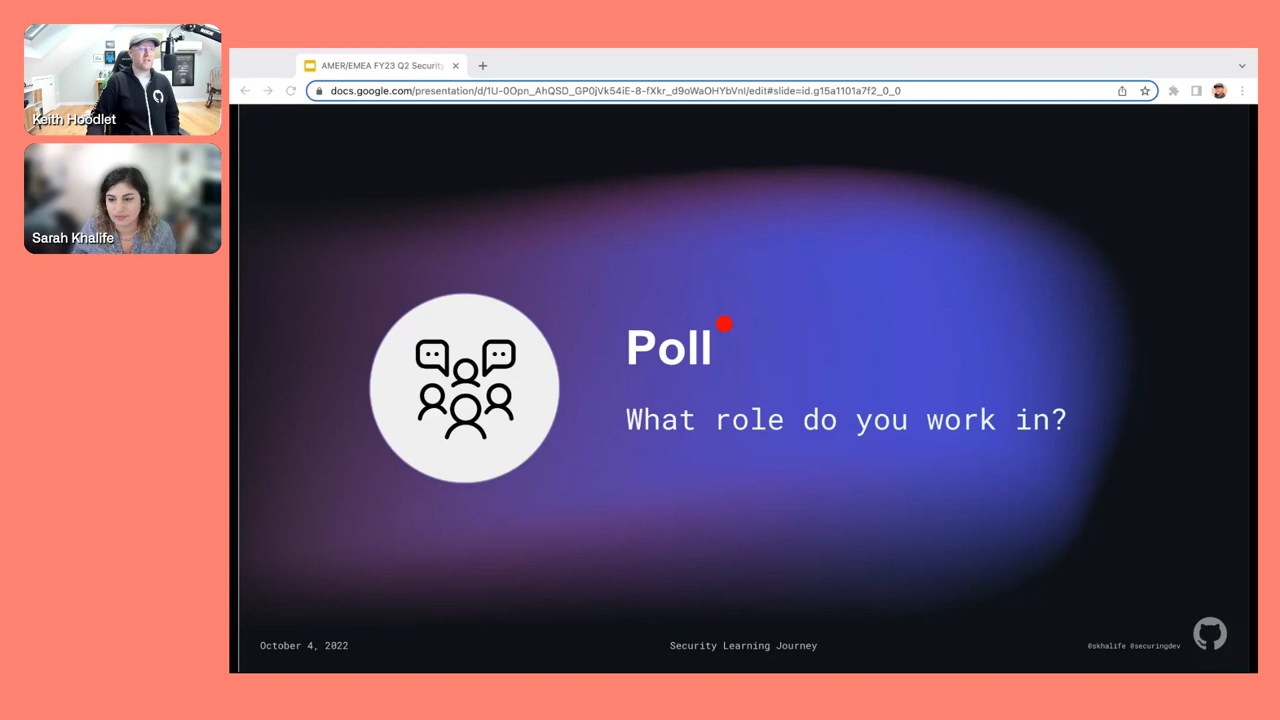 Keith Hoodlet
Sarah Khalife
AMER/EMEA FY23 Q2 Security
docs.google.com/presentation/d/1U-0Opn_AhQSD_GP0jVk54iE-8-fXkr_d9oWaOHYbVnI/edit#slide=id.g15a1101a7f2_0_0
Poll
What role do you work in?
October 4, 2022
Security Learning Journey
@skhalife @securingdev